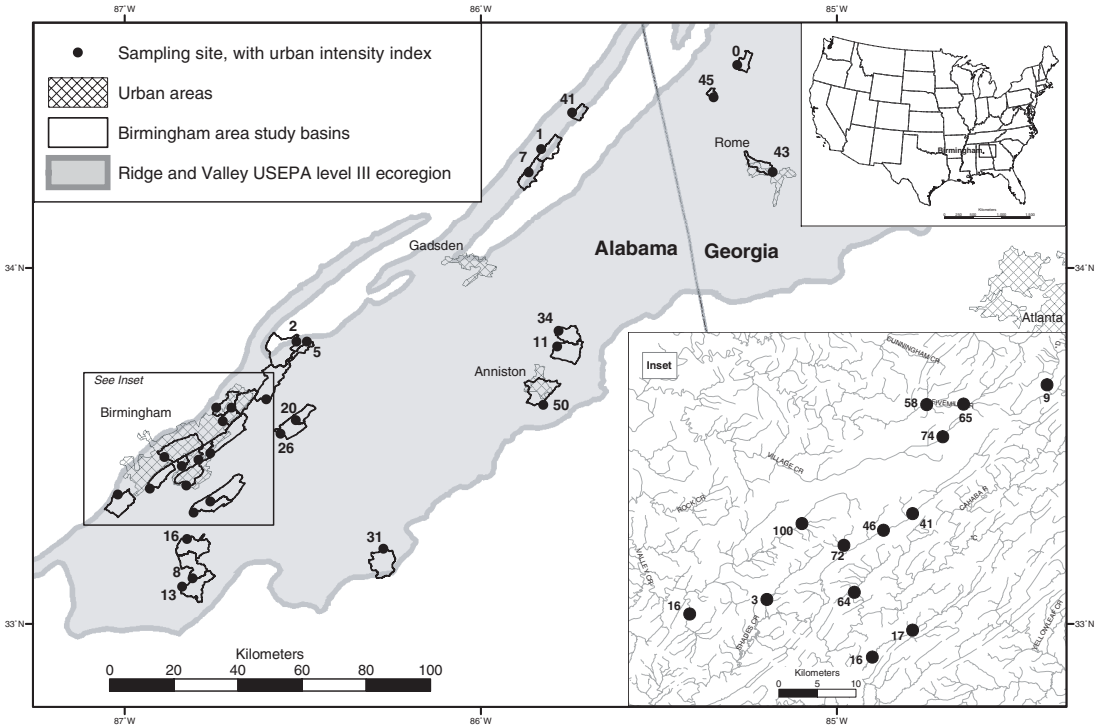 87°W
86°W
85°W
Sampling site, with urban intensity index
Urban areas
Birmingham area study basins
Ridge and Valley USEPA level III ecoregion
0
45
41
1
7
Rome
43
Birmingham
Kilometers
Gadsden
Alabama
Georgia
34°N
34°N
Atlanta
2
5
34
11
Anniston
50
See Inset
Birmingham
20
26
16
8
13
31
33°N
33°N
Kilometers
0
20
40
60
80
100
Inset
CUNNINGHAM CR
58
65
9
74
VILLAGE CR
ROCK CR
CAHABA R
100
46
41
72
VALLEY CR
16
3
64
SHADES CR
17
16
YELLOWLEAF CR
Kilometers
0
5
10
87°W
86°W
85°W